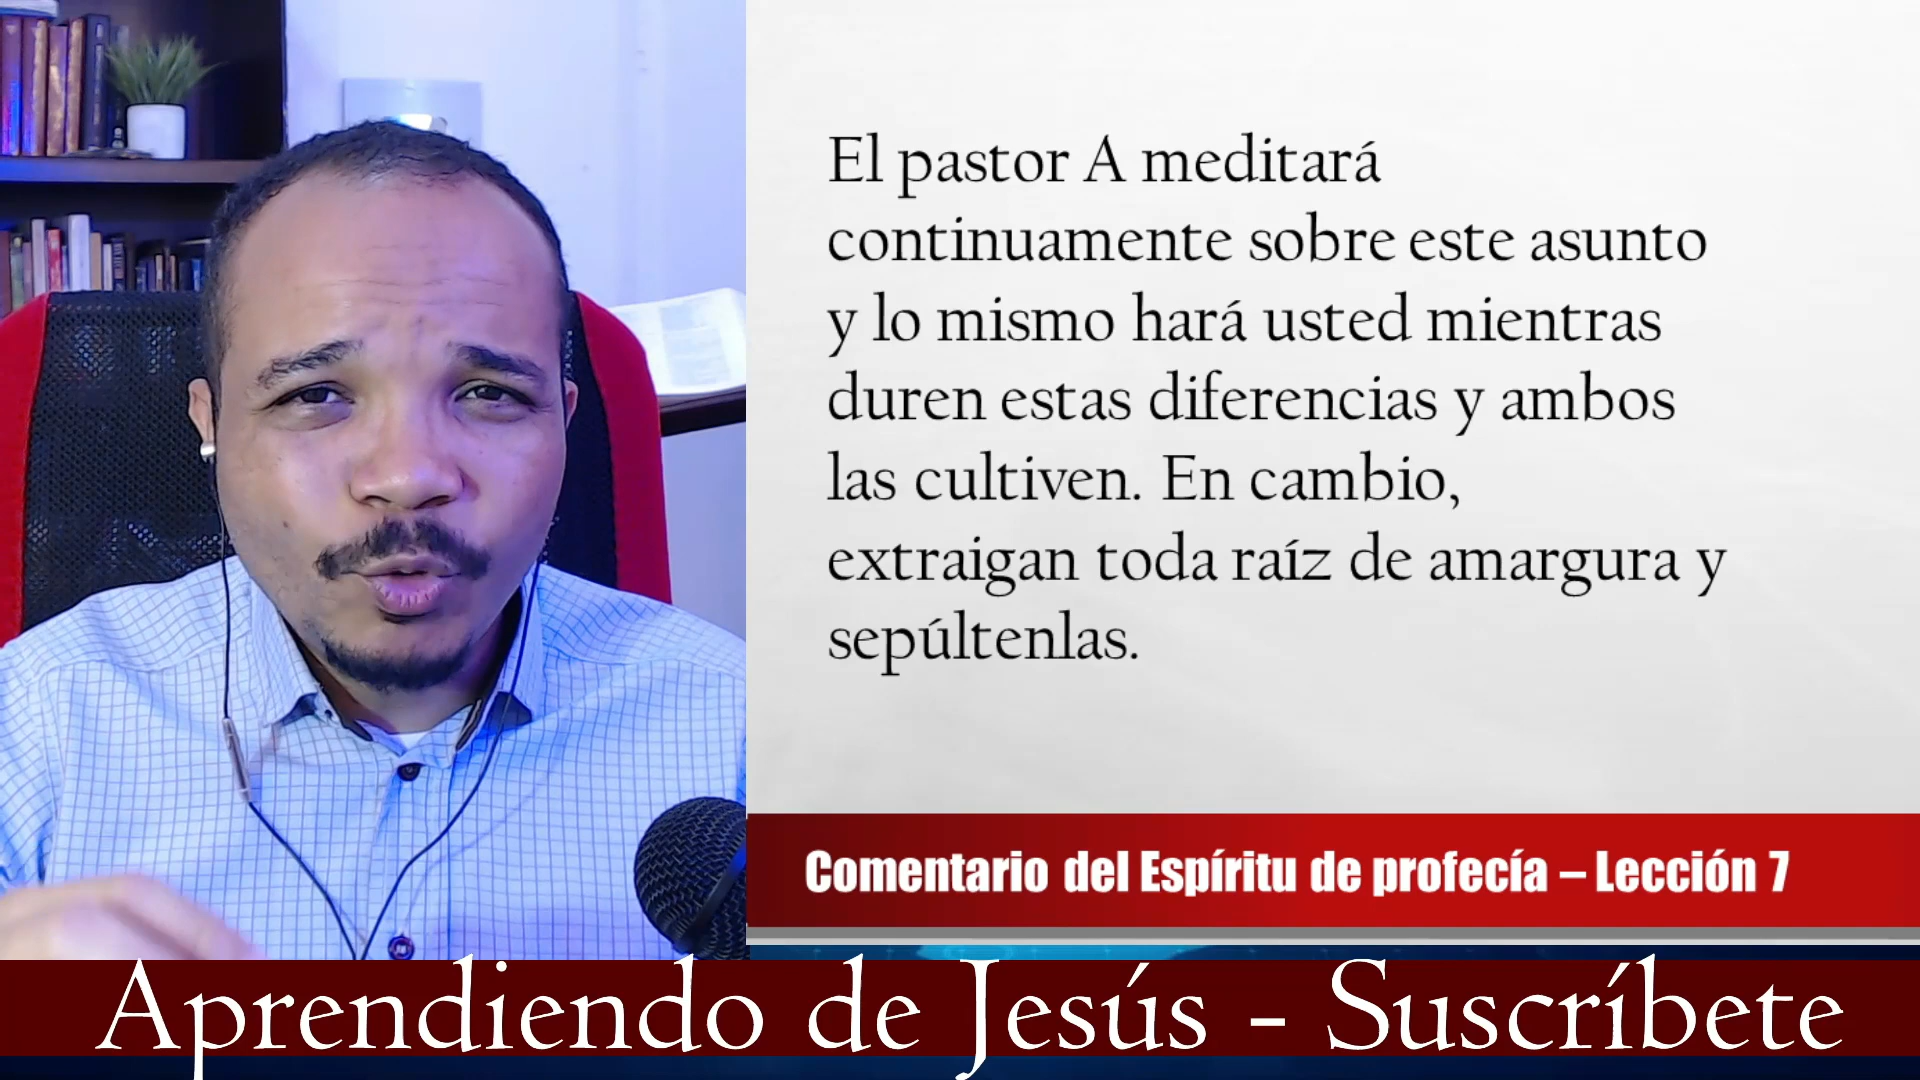 El pastor A meditará
continuamente sobre este asunto
y lo mismo hará usted mientras
duren estas diferencias y ambos
las cultiven. En cambio,
extraigan toda raíz de amargura y
sepúltenlas.
Comentario del Espíritu de profecía – Lección 7
Aprendiendo de Jesús - Suscríbete